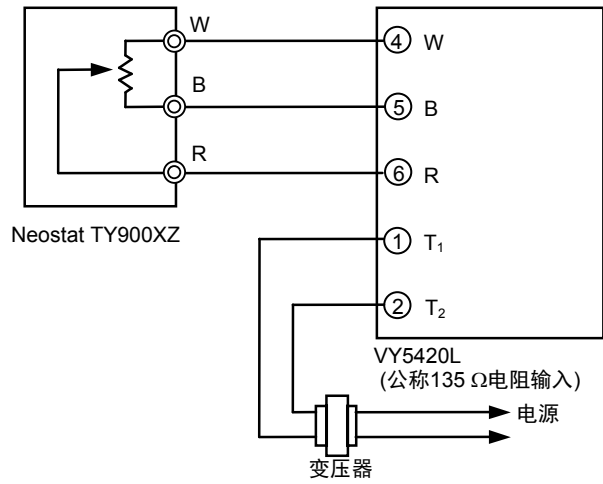 W
④ W
B
⑤ B
R
⑥ R
Neostat TY900XZ
① T₁
② T₂
VY5420L
(公称135 Ω电阻输入)
电源
变压器